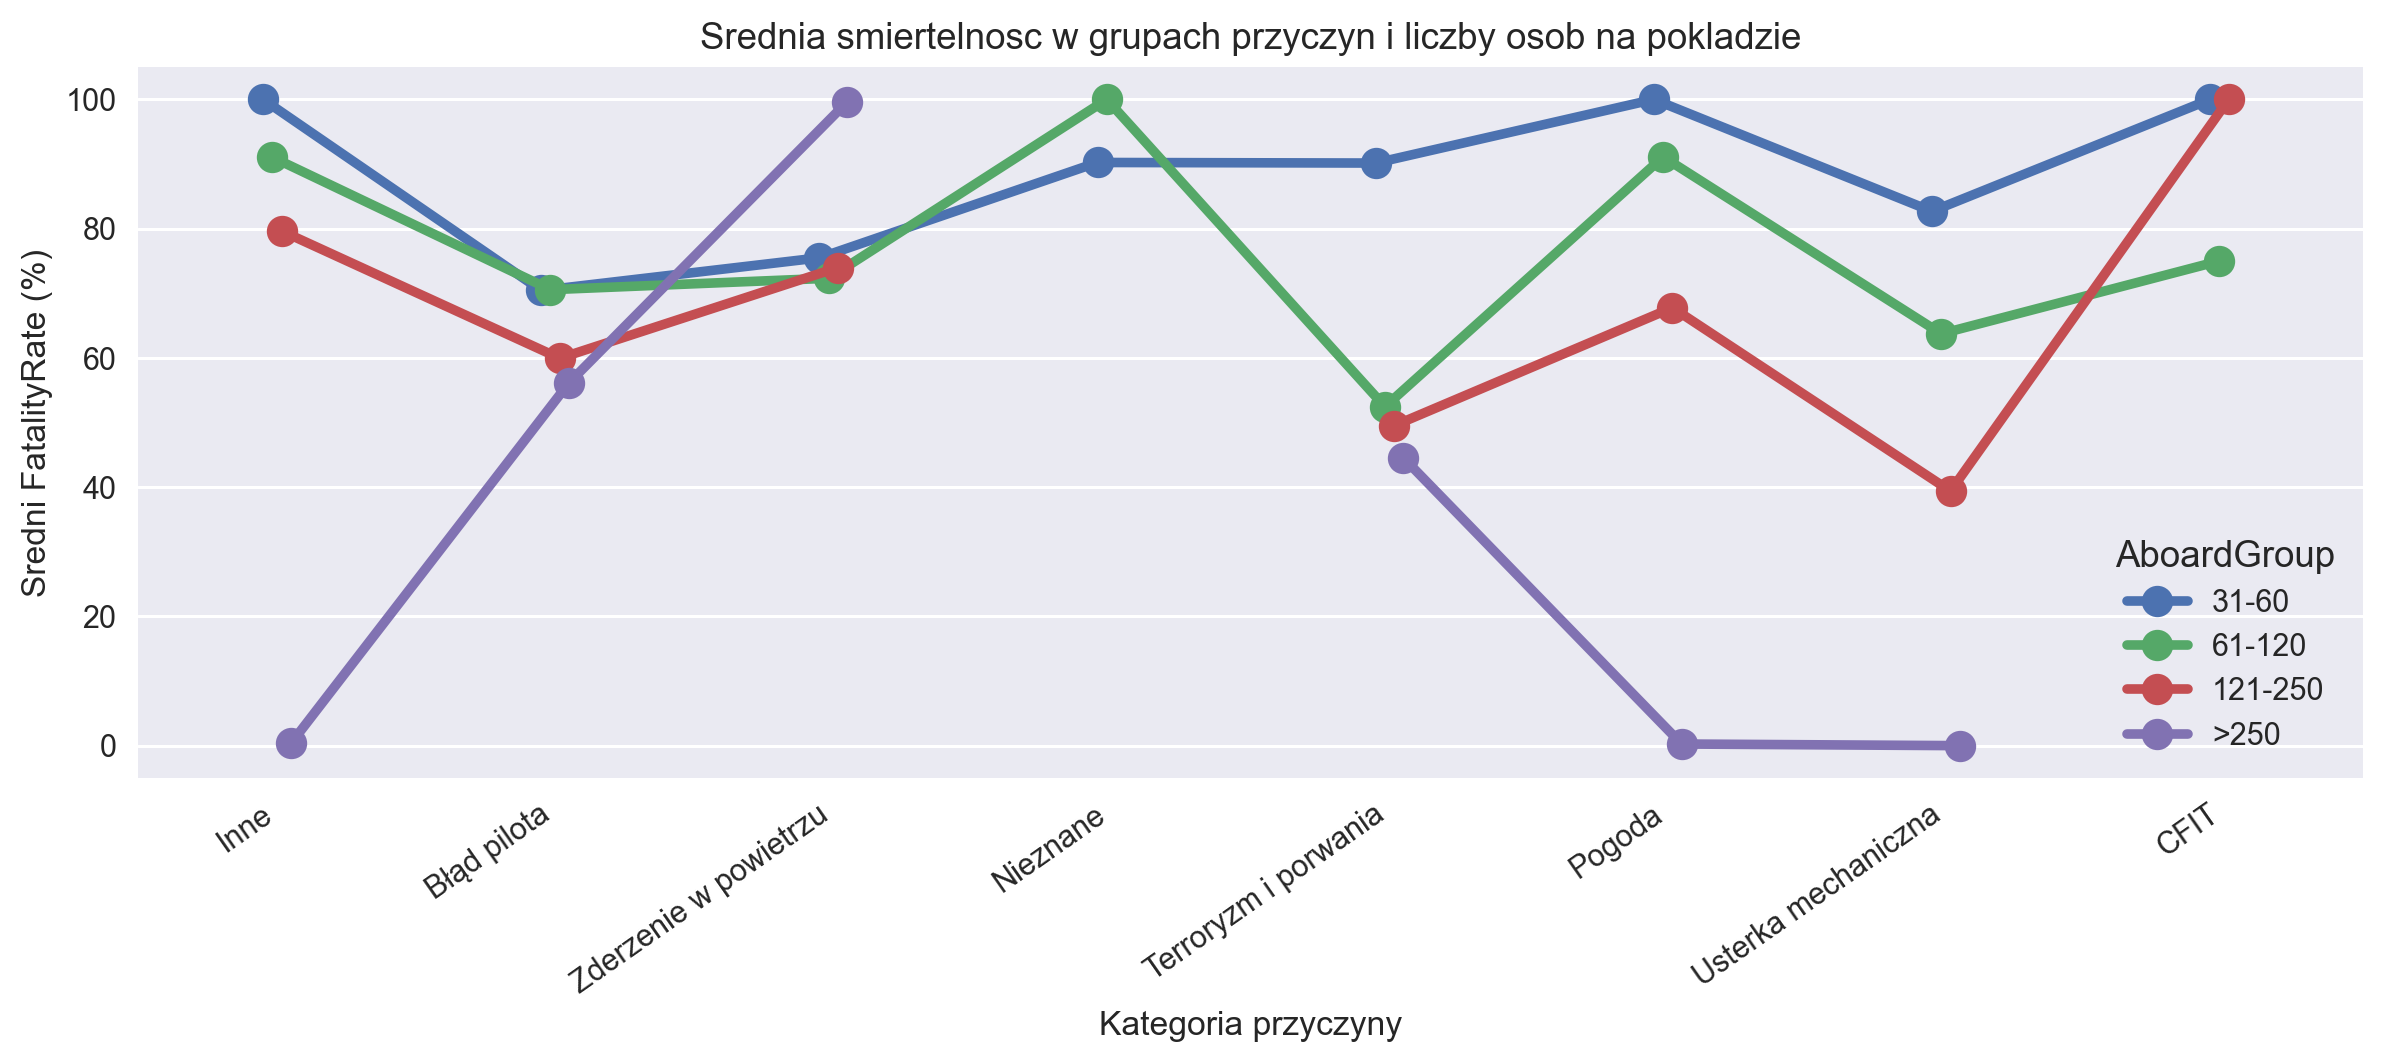 Srednia smiertelnosc w grupach przyczyn i liczby osob na pokladzie
Sredni FatalityRate (%)
100
80
60
40
20
0
AboardGroup
31-60
61-120
121-250
>250
Inne
Błąd pilota
Zderzenie w powietrzu
Nieznane
Terroryzm i porwania
Pogoda
Usterka mechaniczna
CFIT
Kategoria przyczyny